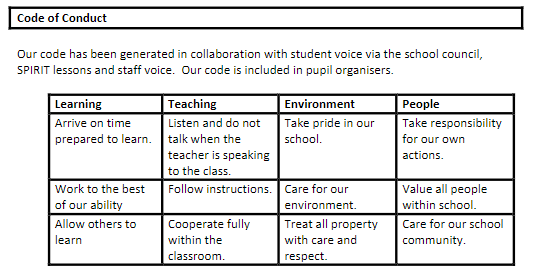 Code of Conduct
Our code has been generated in collaboration with student voice via the school council,
SPIRIT lessons and staff voice.  Our code is included in pupil organisers.
Learning Teaching Environment People
Arrive on time Listen and do not Take pride in our Take responsibility
prepared to learn. talk when the school. for our own
teacher is speaking actions.
to the class.
Work to the best Follow instructions. Care for our Value all people
of our ability environment. within school.
Allow others to Cooperate fully Treat all property Care for our school
learn within the with care and community.
classroom. respect.